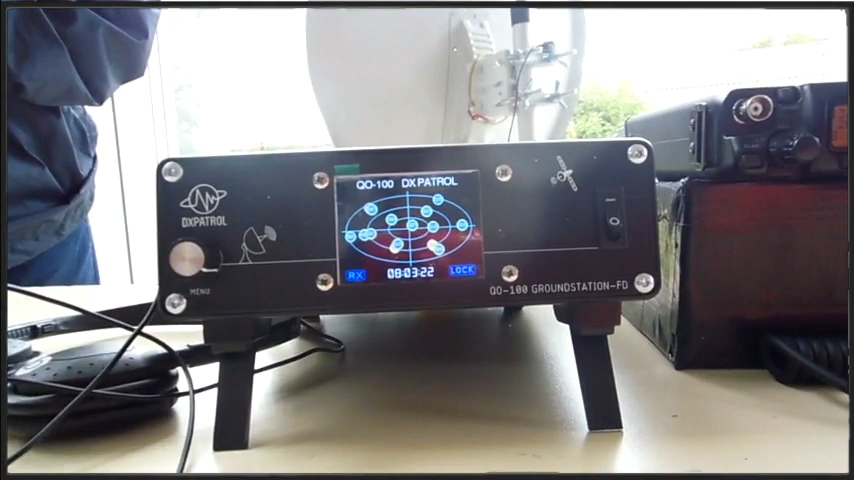 QO-100 DXPATROL
DXPATROL
RX
08:03:22
LOCK
MENU
QO-100 GROUNDSTATION-FD